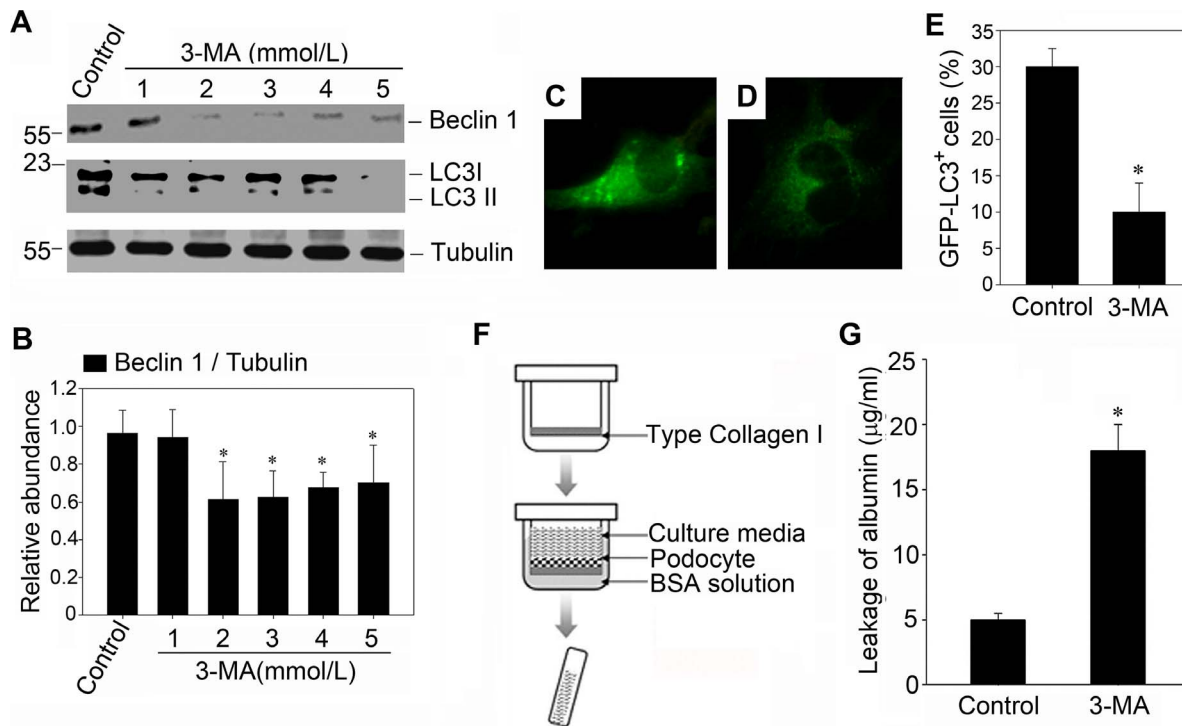 A
Control
3-MA (mmol/L)
1 2 3 4 5
55
Beclin 1
23
LC3I
LC3 II
55
Tubulin
B
Beclin 1 / Tubulin
Relative abundance
1.2
1.0
0.8
0.6
0.4
0.2
0
* * * *
Control
1 2 3 4 5
3-MA(mmol/L)
C
D
E
GFP-LC3+ cells (%)
35
30
25
20
15
10
5
0
*
Control 3-MA
F
Type Collagen I
Culture media
Podocyte
BSA solution
G
Leakage of albumin (µg/ml)
25
20
15
10
5
0
*
Control 3-MA